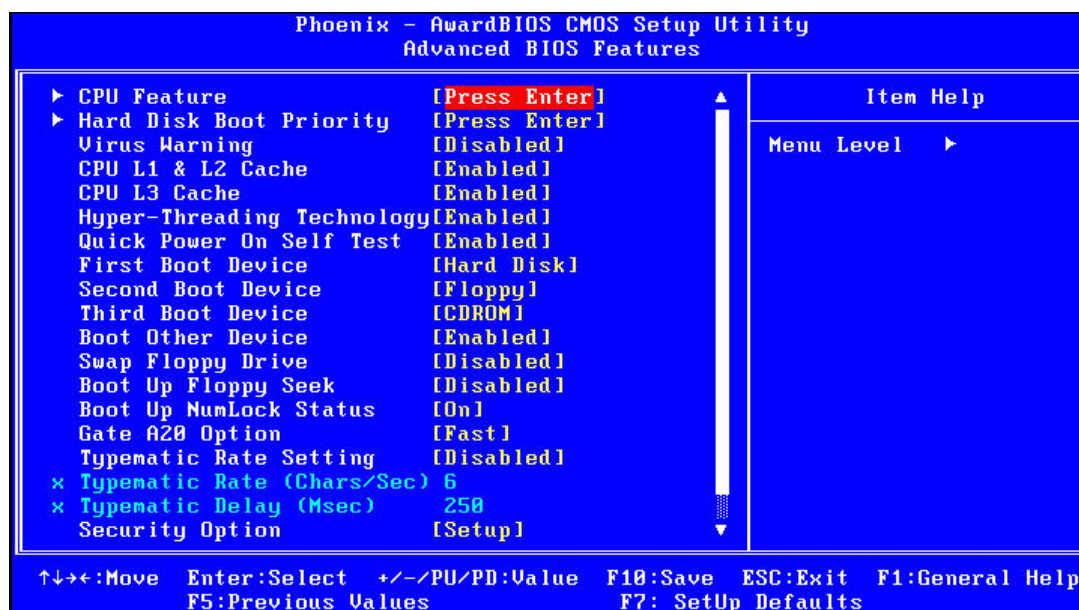 Phoenix - AwardBIOS CMOS Setup Utility
Advanced BIOS Features
► CPU Feature [Press Enter]
► Hard Disk Boot Priority [Press Enter]
Virus Warning [Disabled]
CPU L1 & L2 Cache [Enabled]
CPU L3 Cache [Enabled]
Hyper-Threading Technology[Enabled]
Quick Power On Self Test [Enabled]
First Boot Device [Hard Disk]
Second Boot Device [Floppy]
Third Boot Device [CDROM]
Boot Other Device [Enabled]
Swap Floppy Drive [Disabled]
Boot Up Floppy Seek [Disabled]
Boot Up NumLock Status [On]
Gate A20 Option [Fast]
Typematic Rate Setting [Disabled]
x Typematic Rate (Chars/Sec) 6
x Typematic Delay (Msec) 250
Security Option [Setup]
Item Help
Menu Level ►
↑↓→←:Move Enter:Select +/-/PU/PD:Value F10:Save ESC:Exit F1:General Help
F5:Previous Values F7: SetUp Defaults